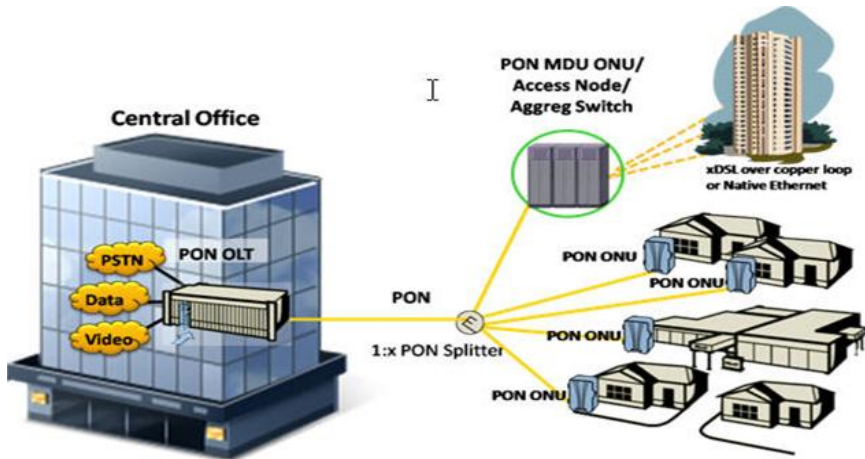 PON MDU ONU/
Access Node/
Aggreg Switch
Central Office
xDSL over copper loop
or Native Ethernet
PSTN
PON OLT
Data
Video
PON
1:x PON Splitter
PON ONU
PON ONU
PON ONU
PON ONU